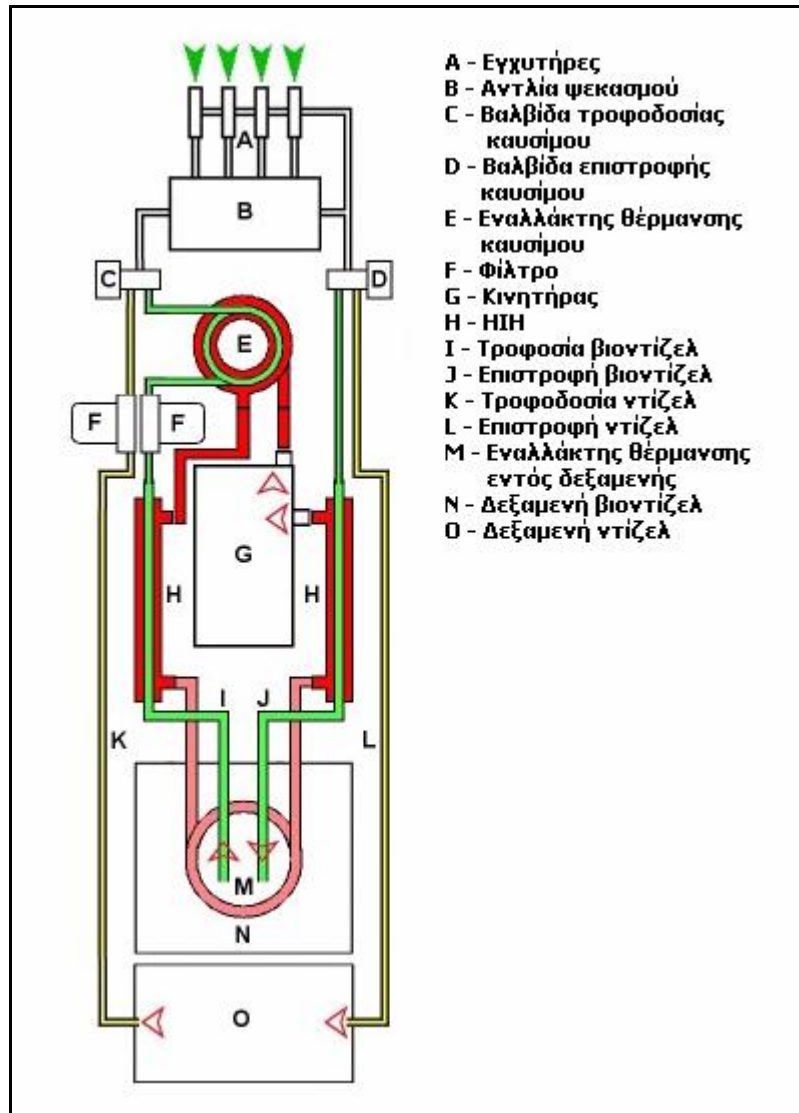 A - Εγχυτήρες
B - Αντλία ψεκασμού
C - Βαλβίδα τροφοδοσίας
καυσίμου
D - Βαλβίδα επιστροφής
καυσίμου
E - Εναλλάκτης θέρμανσης
καυσίμου
F - Φίλτρο
G - Κινητήρας
H - HIH
I - Τροφοσία βιοντίζελ
J - Επιστροφή βιοντίζελ
K - Τροφοδοσία ντίζελ
L - Επιστροφή ντίζελ
M - Εναλλάκτης θέρμανσης
εντός δεξαμενής
N - Δεξαμενή βιοντίζελ
O - Δεξαμενή ντίζελ
A
B
C
D
E
F
F
G
H
H
I
J
K
L
M
N
O